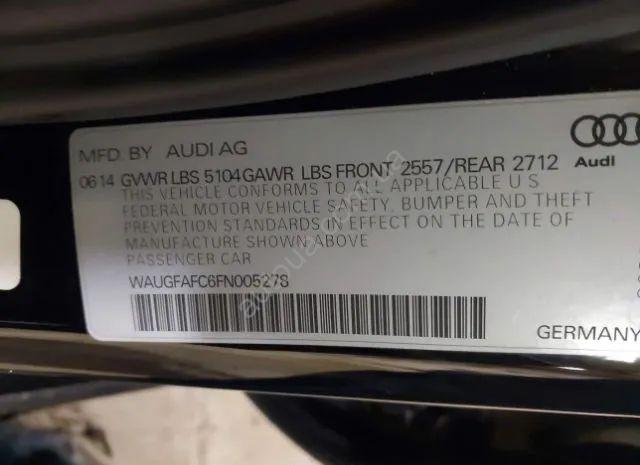 MFD. BY AUDI AG
Audi
0614 GVWR LBS 5104 GAWR LBS FRONT 2557/REAR 2712
THIS VEHICLE CONFORMS TO ALL APPLICABLE U S
FEDERAL MOTOR VEHICLE SAFETY, BUMPER AND THEFT
PREVENTION STANDARDS IN EFFECT ON THE DATE OF
MANUFACTURE SHOWN ABOVE
PASSENGER CAR
WAUGFAFC6FN005278
GERMANY